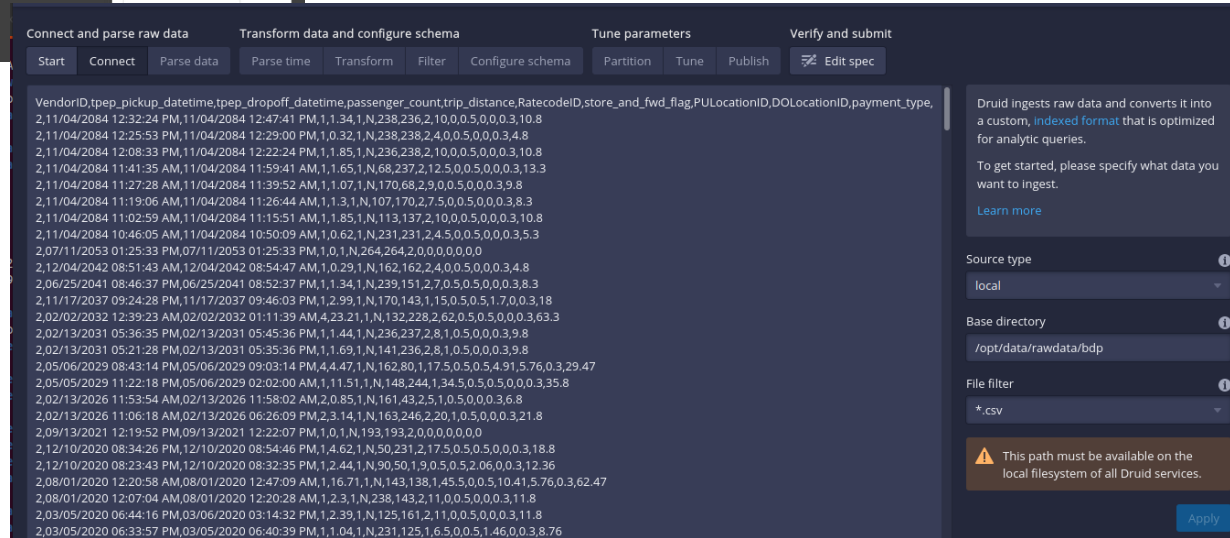 Connect and parse raw data
Transform data and configure schema
Tune parameters
Verify and submit
Start
Connect
Parse data
Parse time
Transform
Filter
Configure schema
Partition
Tune
Publish
Edit spec
VendorID,tpep_pickup_datetime,tpep_dropoff_datetime,passenger_count,trip_distance,RatecodeID,store_and_fwd_flag,PULocationID,DOLocationID,payment_type,
2,11/04/2084 12:32:24 PM,11/04/2084 12:47:41 PM,1,1.34,1,N,238,236,2,10,0,0.5,0,0,0.3,10.8
2,11/04/2084 12:25:53 PM,11/04/2084 12:29:00 PM,1,0.32,1,N,238,238,2,4,0,0.5,0,0,0.3,4.8
2,11/04/2084 12:08:33 PM,11/04/2084 12:22:24 PM,1,1.85,1,N,236,238,2,10,0,0.5,0,0,0.3,10.8
2,11/04/2084 11:41:35 AM,11/04/2084 11:59:41 AM,1,1.65,1,N,68,237,2,12.5,0,0.5,0,0,0.3,13.3
2,11/04/2084 11:27:28 AM,11/04/2084 11:39:52 AM,1,1.07,1,N,170,68,2,9,0,0.5,0,0,0.3,9.8
2,11/04/2084 11:19:06 AM,11/04/2084 11:26:44 AM,1,1.3,1,N,107,170,2,7.5,0,0.5,0,0,0.3,8.3
2,11/04/2084 11:02:59 AM,11/04/2084 11:15:51 AM,1,1.85,1,N,113,137,2,10,0,0.5,0,0,0.3,10.8
2,11/04/2084 10:46:05 AM,11/04/2084 10:50:09 AM,1,0.62,1,N,231,231,2,4.5,0,0.5,0,0,0.3,5.3
2,07/11/2053 01:25:33 PM,07/11/2053 01:25:33 PM,1,0,1,N,264,264,2,0,0,0,0,0,0,0
2,12/04/2042 08:51:43 AM,12/04/2042 08:54:47 AM,1,0.29,1,N,162,162,2,4,0,0.5,0,0,0.3,4.8
2,06/25/2041 08:46:37 PM,06/25/2041 08:52:37 PM,1,1.34,1,N,239,151,2,7,0.5,0.5,0,0,0.3,8.3
2,11/17/2037 09:24:28 PM,11/17/2037 09:46:03 PM,1,2.99,1,N,170,143,1,15,0.5,0.5,1.7,0,0.3,18
2,02/02/2032 12:39:23 AM,02/02/2032 01:11:39 AM,4,23.21,1,N,132,228,2,62,0.5,0.5,0,0,0.3,63.3
2,02/13/2031 05:36:35 PM,02/13/2031 05:45:36 PM,1,1.44,1,N,236,237,2,8,1,0.5,0,0,0.3,9.8
2,02/13/2031 05:21:28 PM,02/13/2031 05:35:36 PM,1,1.69,1,N,141,236,2,8,1,0.5,0,0,0.3,9.8
2,05/06/2029 08:43:14 PM,05/06/2029 09:03:14 PM,4,4.47,1,N,162,80,1,17.5,0.5,0.5,4.91,5.76,0.3,29.47
2,05/05/2029 11:22:18 PM,05/06/2029 02:02:00 AM,1,11.51,1,N,148,244,1,34.5,0.5,0.5,0,0,0.3,35.8
2,02/13/2026 11:53:54 AM,02/13/2026 11:58:02 AM,2,0.85,1,N,161,43,2,5,1,0.5,0,0,0.3,6.8
2,02/13/2026 11:06:18 AM,02/13/2026 06:26:09 PM,2,3.14,1,N,163,246,2,20,1,0.5,0,0,0.3,21.8
2,09/13/2021 12:19:52 PM,09/13/2021 12:22:07 PM,1,0,1,N,193,193,2,0,0,0,0,0,0,0
2,12/10/2020 08:34:26 PM,12/10/2020 08:54:46 PM,1,4.62,1,N,50,231,2,17.5,0.5,0.5,0,0,0.3,18.8
2,12/10/2020 08:23:43 PM,12/10/2020 08:32:35 PM,1,2.44,1,N,90,50,1,9,0.5,0.5,2.06,0,0.3,12.36
2,08/01/2020 12:20:58 AM,08/01/2020 12:47:09 AM,1,16.71,1,N,143,138,1,45.5,0,0.5,10.41,5.76,0.3,62.47
2,08/01/2020 12:07:04 AM,08/01/2020 12:20:28 AM,1,2.3,1,N,238,143,2,11,0,0.5,0,0,0.3,11.8
2,03/05/2020 06:44:16 PM,03/06/2020 03:14:32 PM,1,2.39,1,N,125,161,2,11,0,0.5,0,0,0.3,11.8
2,03/05/2020 06:33:57 PM,03/05/2020 06:40:39 PM,1,1.04,1,N,231,125,1,6.5,0,0.5,1.46,0,0.3,8.76
Druid ingests raw data and converts it into
a custom, indexed format that is optimized
for analytic queries.
To get started, please specify what data you
want to ingest.
Learn more
Source type
local
Base directory
/opt/data/rawdata/bdp
File filter
*.csv
This path must be available on the
local filesystem of all Druid services.
Apply